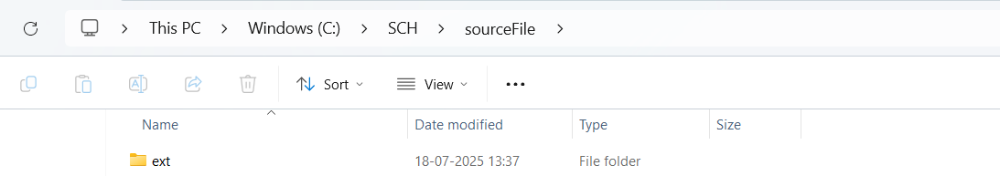 This PC > Windows (C:) > SCH > sourceFile >
Sort View ...
Name Date modified Type Size
ext 18-07-2025 13:37 File folder